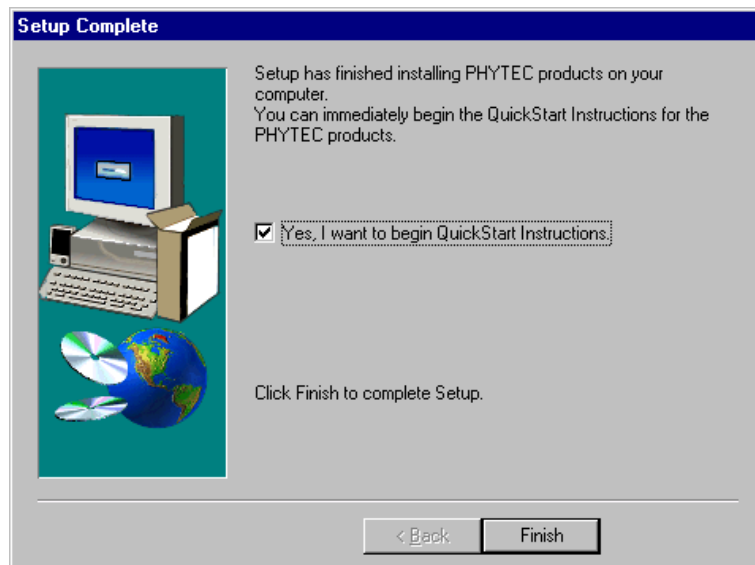 Setup Complete
Setup has finished installing PHYTEC products on your
computer.
You can immediately begin the QuickStart Instructions for the
PHYTEC products.
Yes, I want to begin QuickStart Instructions.
Click Finish to complete Setup.
< Back
Finish